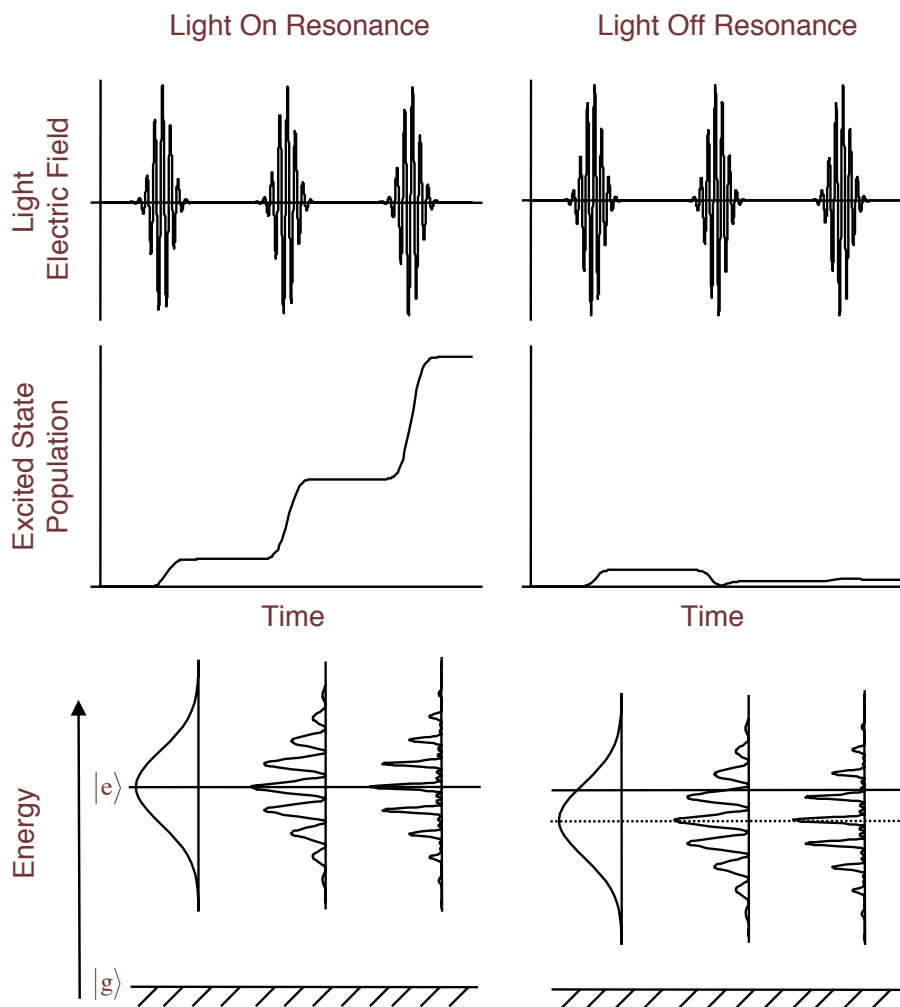 Light On Resonance
Light Off Resonance
Light
Electric Field
Excited State
Population
Time
Time
Energy
|e⟩
|g⟩